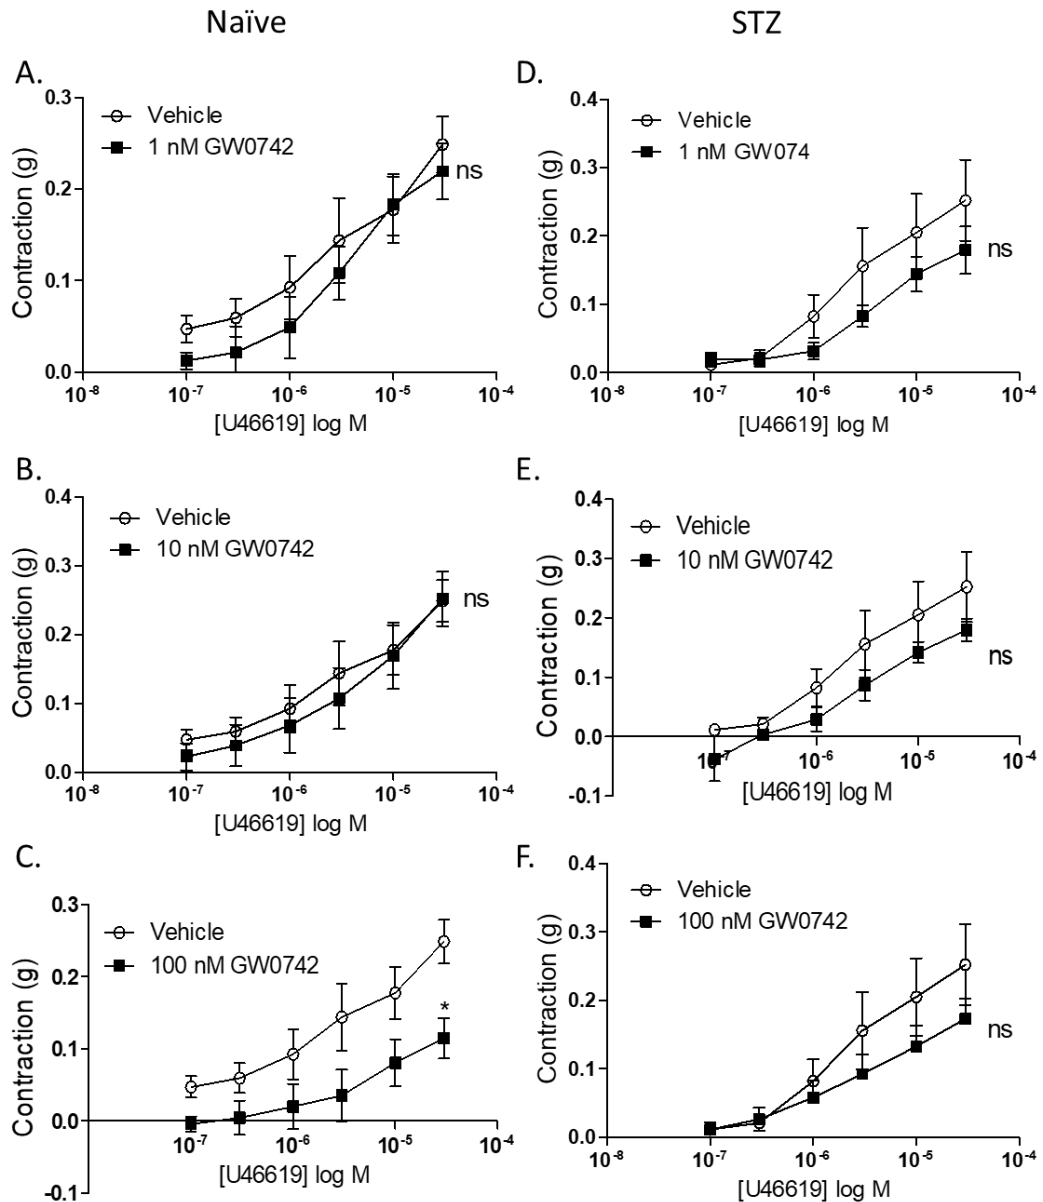 Naïve
STZ
A.
0.3
0.2
0.1
0.0
Contraction (g)
Vehicle
1 nM GW0742
ns
10-8
10-7
10-6
10-5
10-4
[U46619] log M
D.
0.4
0.3
0.2
0.1
0.0
Contraction (g)
Vehicle
1 nM GW074
ns
10-8
10-7
10-6
10-5
10-4
[U46619] log M
B.
0.4
0.3
0.2
0.1
0.0
Contraction (g)
Vehicle
10 nM GW0742
ns
10-8
10-7
10-6
10-5
10-4
[U46619] log M
E.
0.4
0.3
0.2
0.1
0.0
-0.1
Contraction (g)
Vehicle
10 nM GW0742
ns
10-7
10-6
10-5
10-4
[U46619] log M
C.
0.3
0.2
0.1
0.0
-0.1
Contraction (g)
Vehicle
100 nM GW0742
*
10-7
10-6
10-5
10-4
[U46619] log M
F.
0.4
0.3
0.2
0.1
0.0
Contraction (g)
Vehicle
100 nM GW0742
ns
10-8
10-7
10-6
10-5
10-4
[U46619] log M